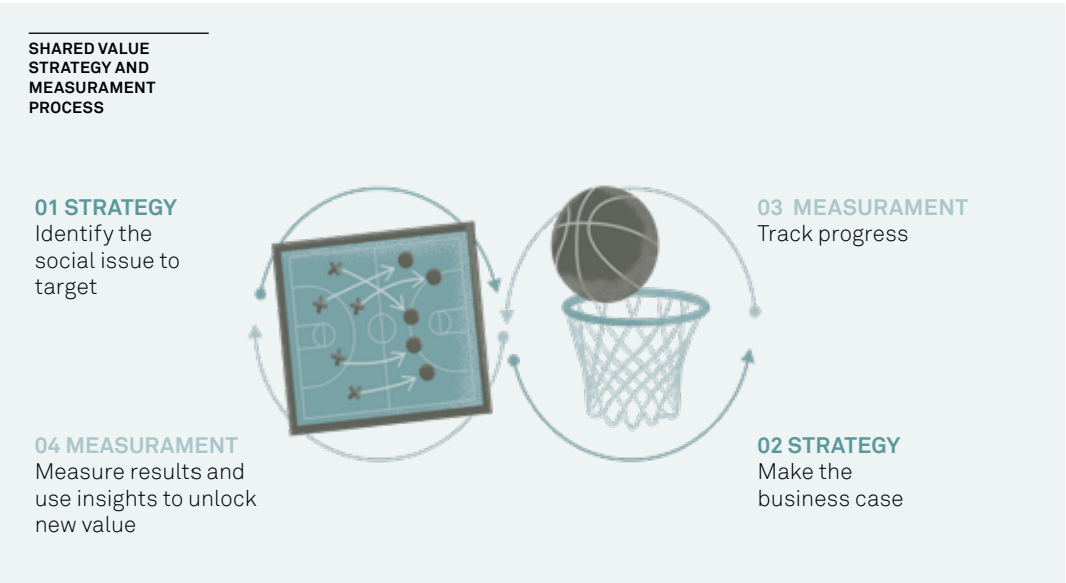 SHARED VALUE
STRATEGY AND
MEASURAMENT
PROCESS
01 STRATEGY
Identify the
social issue to
target
03 MEASURAMENT
Track progress
04 MEASURAMENT
Measure results and
use insights to unlock
new value
02 STRATEGY
Make the
business case